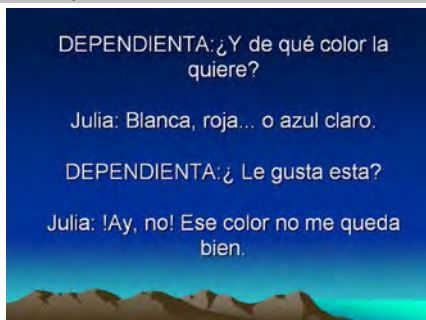 DEPENDIENTA:¿Y de qué color la
quiere?
Julia: Blanca, roja... o azul claro.
DEPENDIENTA:¿ Le gusta esta?
Julia: !Ay, no! Ese color no me queda
bien.